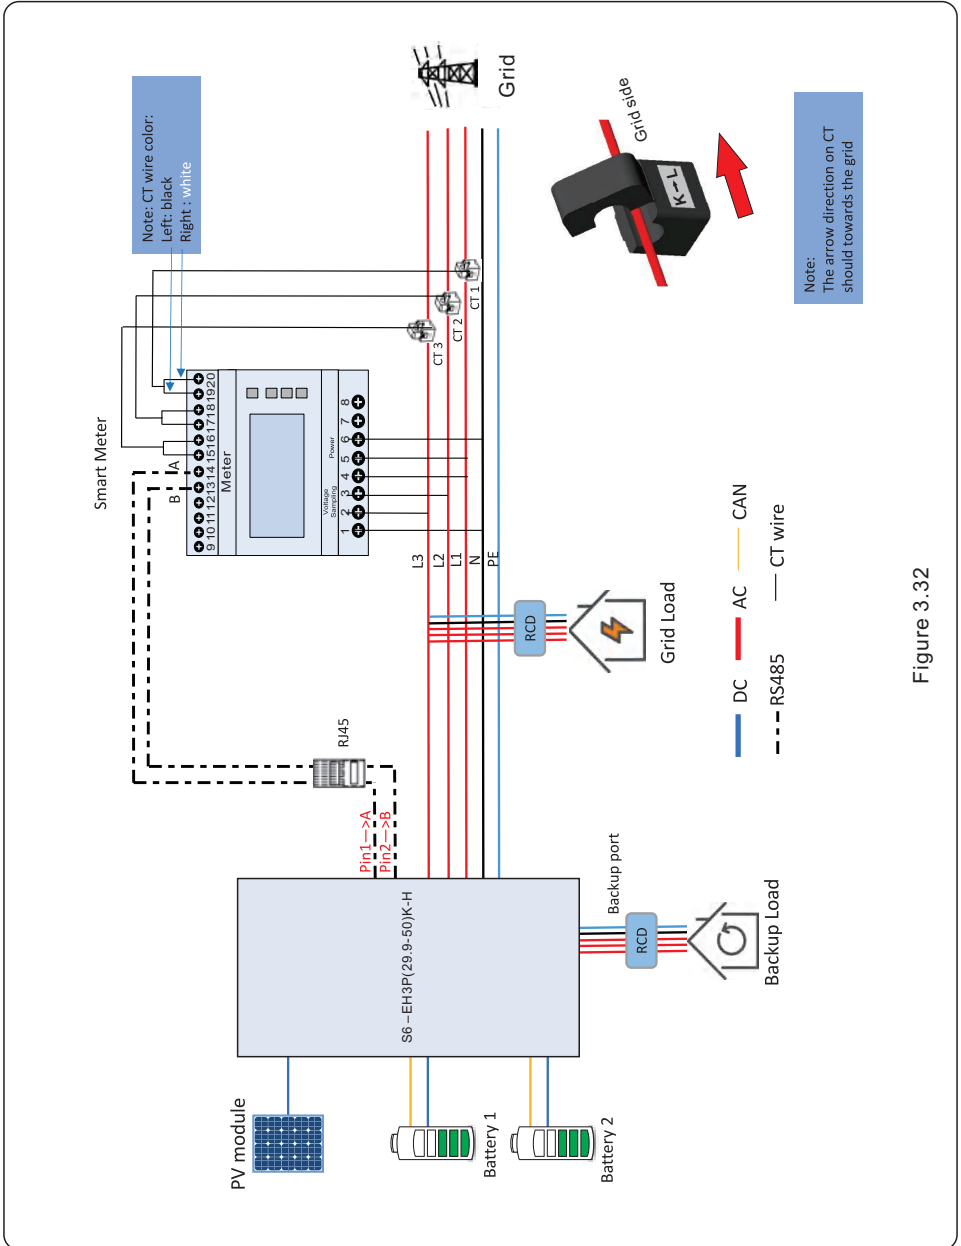 Smart Meter
Note: CT wire color:
Left: black
Right : white
B
A
9 10 11 12 13 14 15 16 17 18 19 20
Meter
Voltage
Sampling
Power
1 2 3 4 5 6 7 8
RJ45
Pin1—>A
Pin2—>B
L3
L2
L1
N
PE
CT 3
CT 2
CT 1
Grid
PV module
Battery 1
Battery 2
S6 –EH3P(29.9-50)K-H
Backup port
RCD
Backup Load
RCD
Grid Load
Grid side
K→L
Note:
The arrow direction on CT
should towards the grid
DC
AC
CAN
RS485
CT wire
Figure 3.32